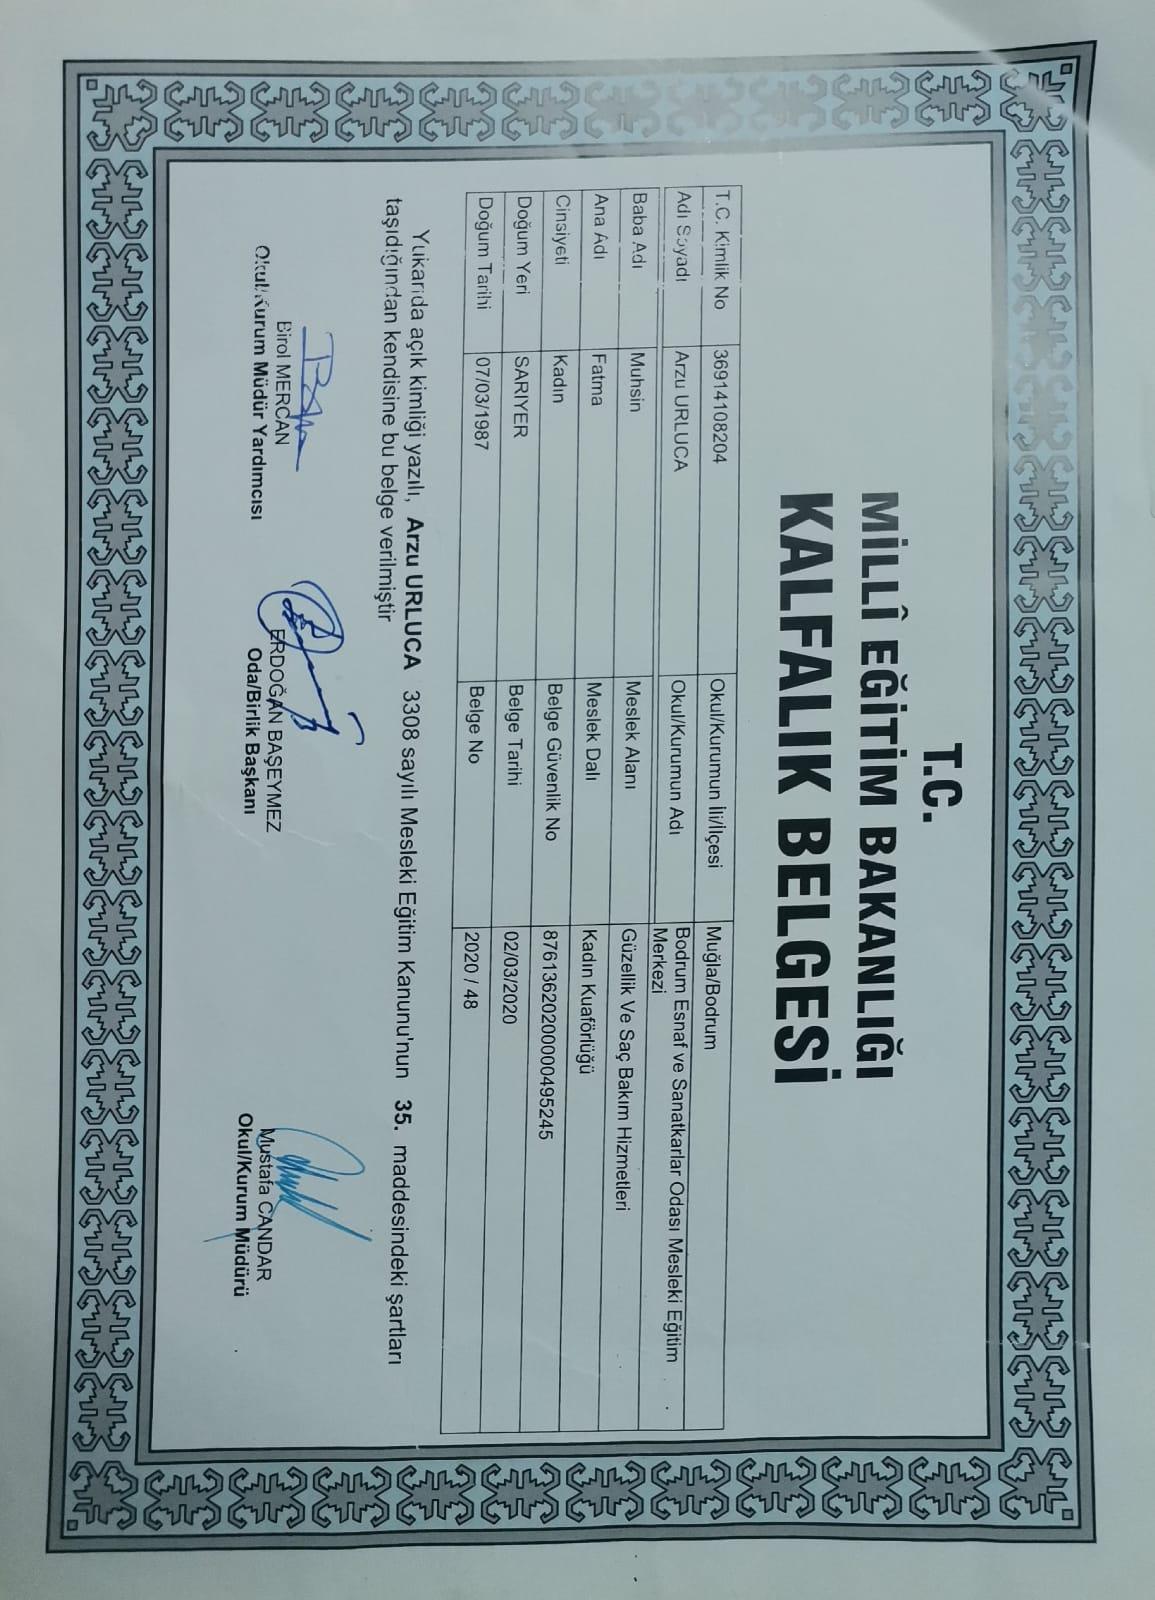 T.C.
MİLLÎ EĞİTİM BAKANLIĞI
KALFALIK BELGESİ
T.C. Kimlik No 36914108204 Okul/Kurumun İli/İlçesi Muğla/Bodrum
Adı Soyadı Arzu URLUCA Okul/Kurumun Adı Bodrum Esnaf ve Sanatkarlar Odası Mesleki Eğitim
Merkezi
Baba Adı Muhsin Meslek Alanı Güzellik Ve Saç Bakım Hizmetleri
Ana Adı Fatma Meslek Dalı Kadın Kuaförlüğü
Cinsiyeti Kadın Belge Güvenlik No 87613620200000495245
Doğum Yeri SARIYER Belge Tarihi 02/03/2020
Doğum Tarihi 07/03/1987 Belge No 2020 / 48
Yukarıda açık kimliği yazılı, Arzu URLUCA 3308 sayılı Mesleki Eğitim Kanunu'nun 35. maddesindeki şartları
taşıdığından kendisine bu belge verilmiştir
Birol MERCAN ERDOĞAN BAŞEYMEZ Mustafa CANDAR
Okul/Kurum Müdür Yardımcısı Oda/Birlik Başkanı Okul/Kurum Müdürü